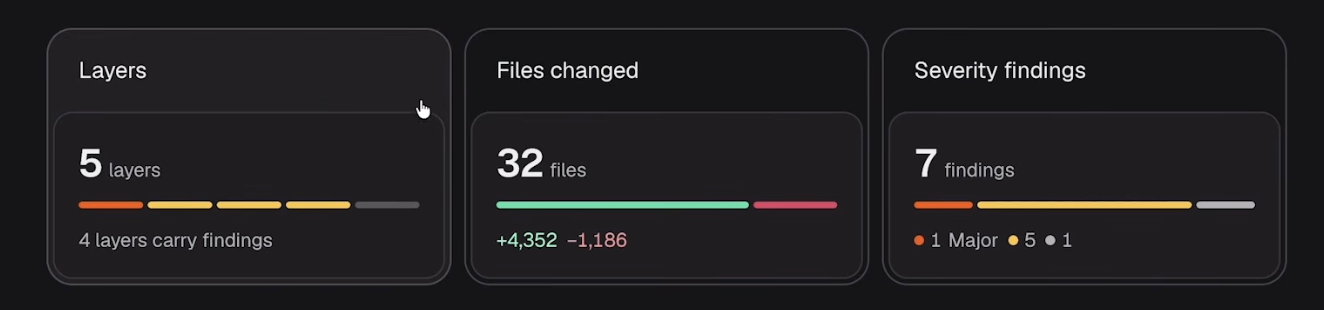 Layers
5 layers
4 layers carry findings
Files changed
32 files
+4,352 −1,186
Severity findings
7 findings
1 Major 5 1